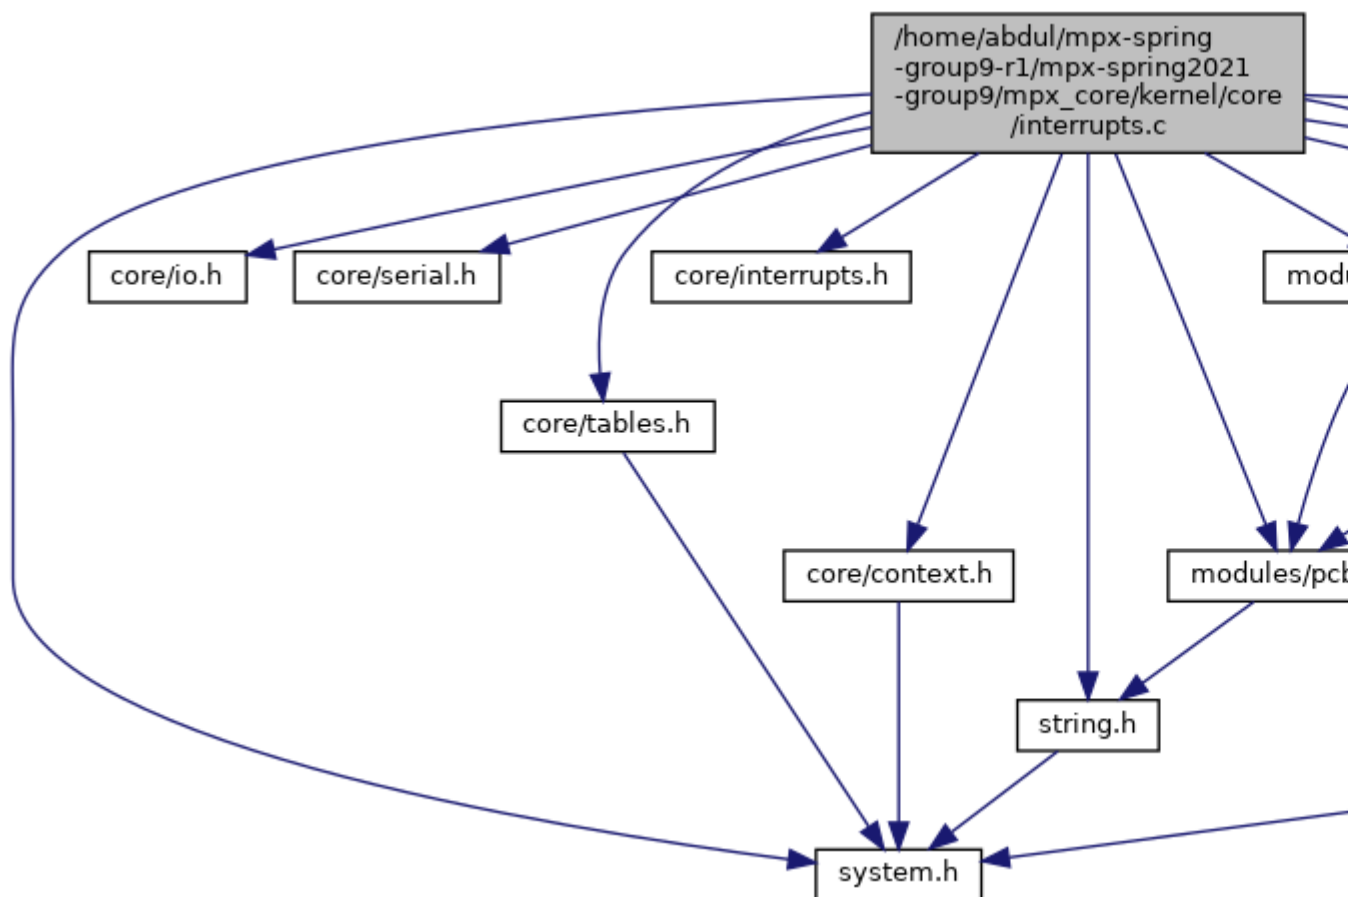 /home/abdul/mpx-spring
-group9-r1/mpx-spring2021
-group9/mpx_core/kernel/core
/interrupts.c
core/io.h
core/serial.h
core/interrupts.h
core/tables.h
core/context.h
string.h
system.h